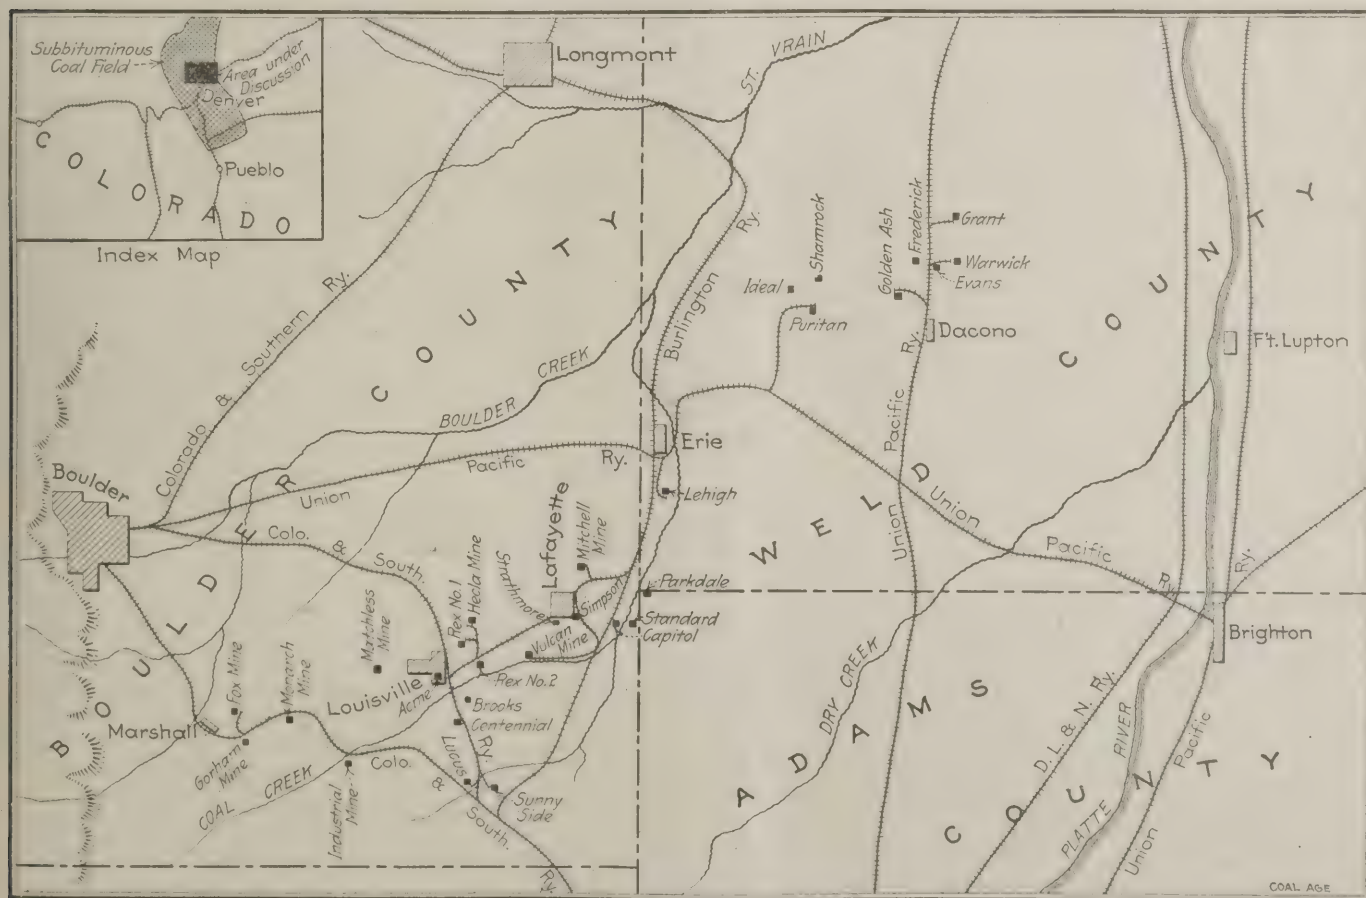 Subbituminous
Coal Field
Area under
Discussion
Denver
Pueblo
COLORADO
Index Map
Longmont
ST. VRAIN
Colorado & Southern Ry.
COUNTY
Burlington Ry.
Ideal
Shamrock
Puritan
Golden Ash
Frederick
Grant
Warwick
Evans
Dacono
Ft. Lupton
COUNTY
BOULDER CREEK
Union Pacific Ry.
Erie
Lehigh
Union Pacific Ry.
Union Pacific Ry.
WELD
Boulder
Colo. & South. Ry.
BOULDER
Matchless
Mine
Rex No. 1
Hecla Mine
Strathmore
Lafayette
Mitchell
Mine
Simpson
Vulcan
Mine
Parkdale
Standard
Capitol
Louisville
Acme
Rex No. 2
Brooks
Centennial
Marshall
Fox Mine
Monarch
Mine
Gorham
Mine
COAL CREEK
Industrial
Mine
Colo. & South. Ry.
Sunny
Side
ADAMS
COUNTY
DRY CREEK
D. L. & N. Ry.
PLATTE RIVER
Union Pacific Ry.
Brighton
COAL AGE